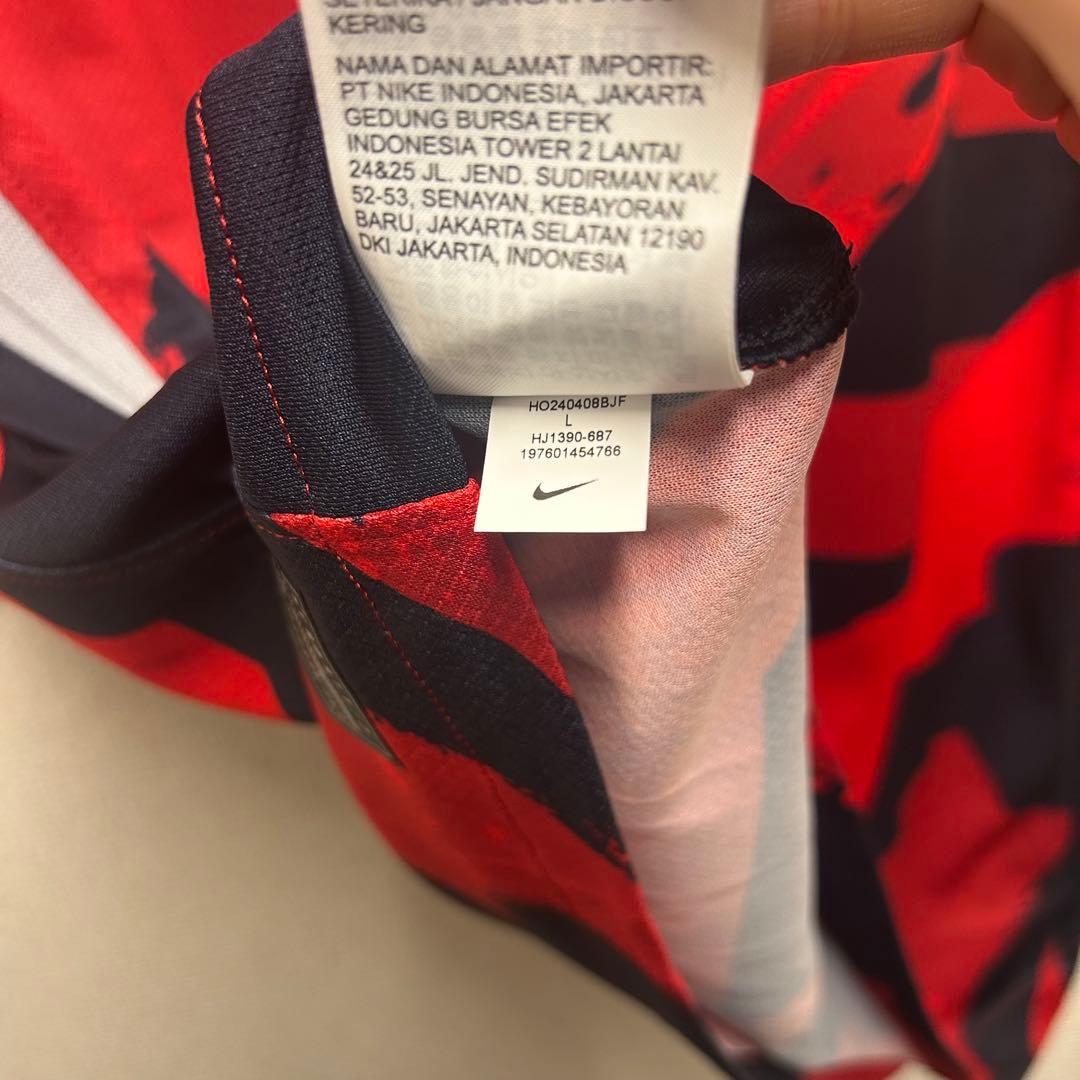 KERING
NAMA DAN ALAMAT IMPORTIR:
PT NIKE INDONESIA, JAKARTA
GEDUNG BURSA EFEK
INDONESIA TOWER 2 LANTAI
24&25 JL. JEND. SUDIRMAN KAV.
52-53, SENAYAN, KEBAYORAN
BARU, JAKARTA SELATAN 12190
DKI JAKARTA, INDONESIA
HO240408BJF
L
HJ1390-687
197601454766